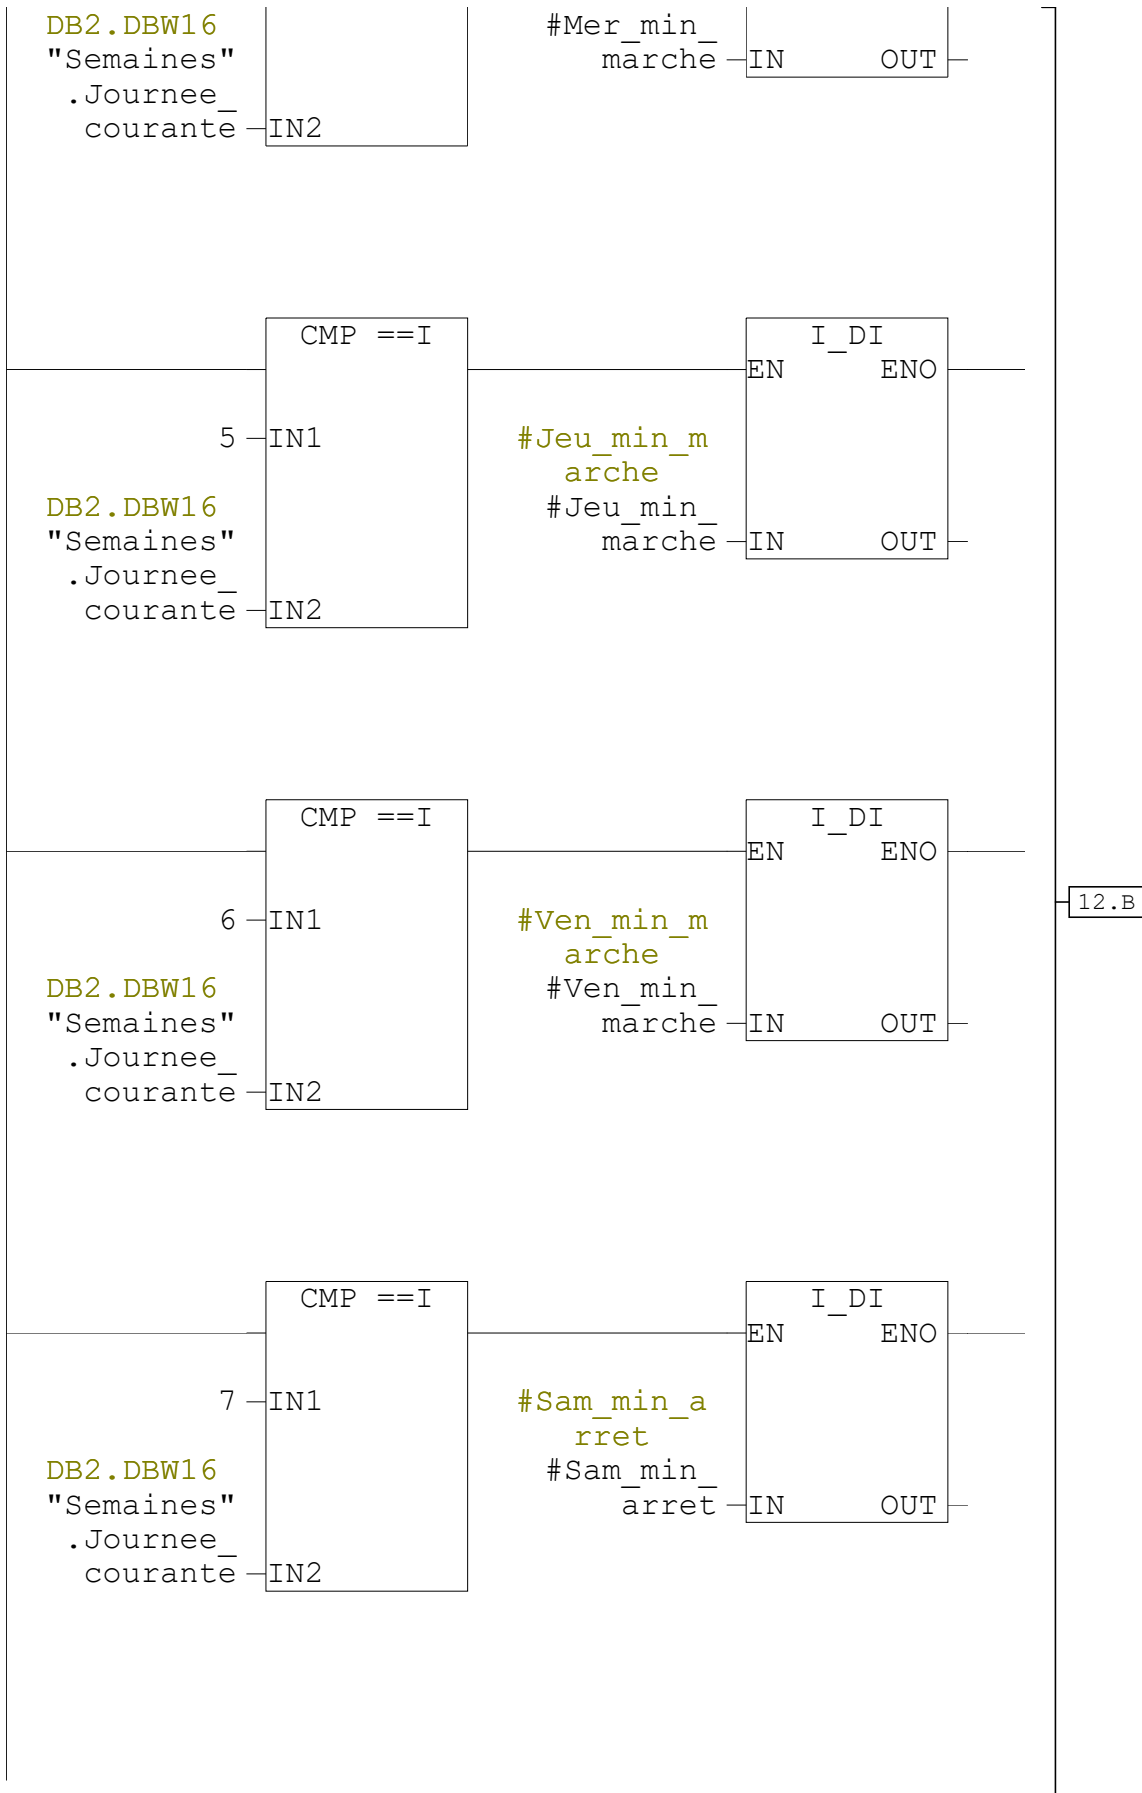 DB2.DBW16
"Semaines"
.Journee_
courante
IN2
#Mer_min_
marche
IN
OUT
CMP ==I
I_DI
EN
ENO
5
IN1
#Jeu_min_m
arche
DB2.DBW16
"Semaines"
.Journee_
courante
IN2
#Jeu_min_
marche
IN
OUT
CMP ==I
I_DI
EN
ENO
6
IN1
#Ven_min_m
arche
12.B
DB2.DBW16
"Semaines"
.Journee_
courante
IN2
#Ven_min_
marche
IN
OUT
CMP ==I
I_DI
EN
ENO
7
IN1
#Sam_min_a
rret
DB2.DBW16
"Semaines"
.Journee_
courante
IN2
#Sam_min_
arret
IN
OUT